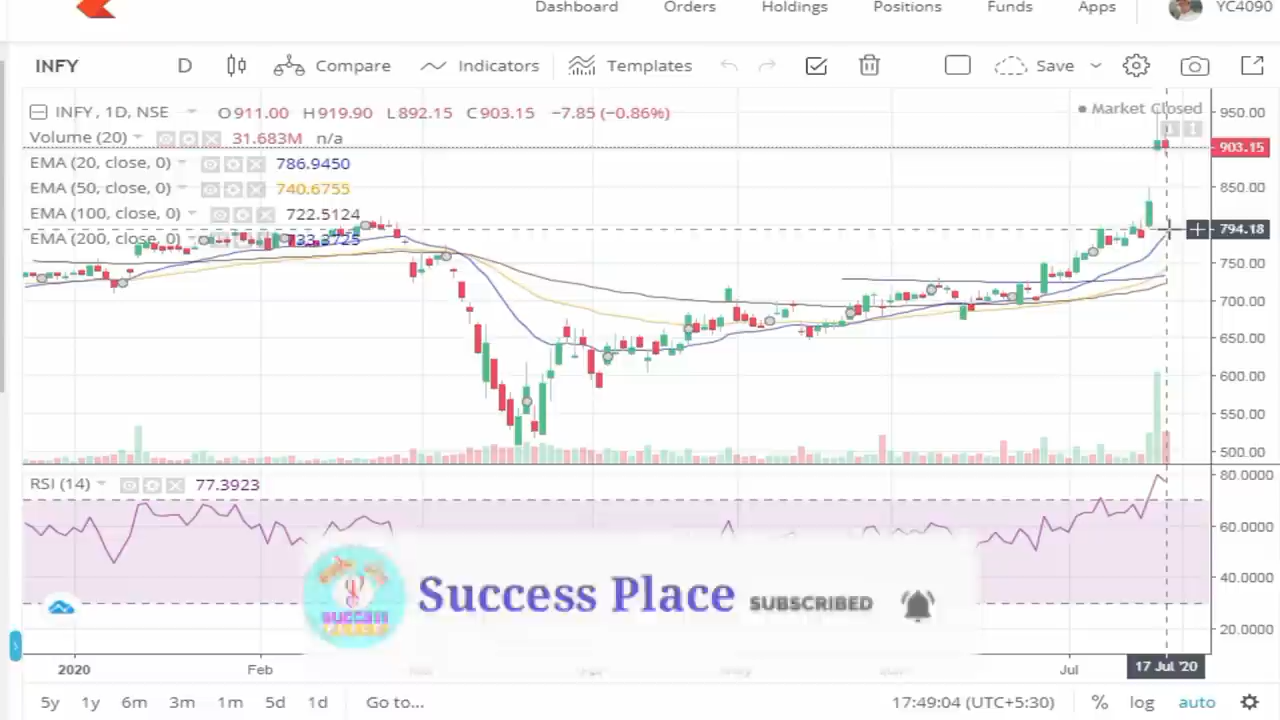 Dashboard Orders Holdings Positions Funds Apps YC4090
INFY D Compare Indicators Templates Save
INFY, 1D, NSE O911.00 H919.90 L892.15 C903.15 −7.85 (−0.86%)
Market Closed
Volume (20) 31.683M n/a
EMA (20, close, 0) 786.9450
EMA (50, close, 0) 740.6755
EMA (100, close, 0) 722.5124
EMA (200, close, 0) 733.3725
950.00
903.15
850.00
794.18
750.00
700.00
650.00
600.00
550.00
500.00
RSI (14) 77.3923
80.0000
60.0000
40.0000
20.0000
SUCCESS
Success Place SUBSCRIBED
2020 Feb Jul 17 Jul '20
5y 1y 6m 3m 1m 5d 1d Go to... 17:49:04 (UTC+5:30) % log auto